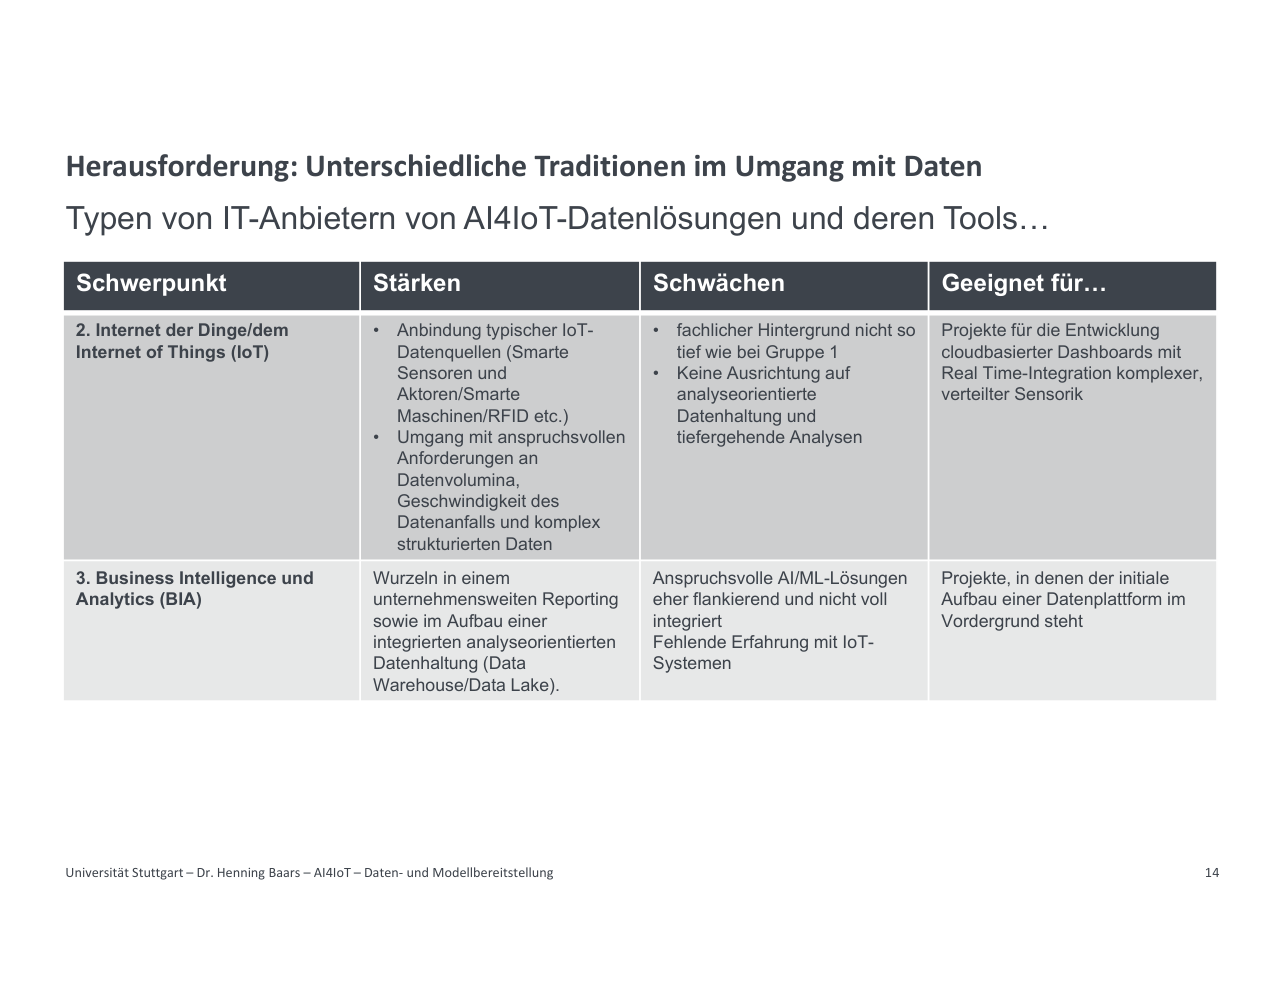 Herausforderung: Unterschiedliche Traditionen im Umgang mit Daten
Typen von IT-Anbietern von AI4IoT-Datenlösungen und deren Tools…
Schwerpunkt
Stärken
Schwächen
Geeignet für…
2. Internet der Dinge/dem
Internet of Things (IoT)
• Anbindung typischer IoT-
Datenquellen (Smarte
Sensoren und
Aktoren/Smarte
Maschinen/RFID etc.)
• Umgang mit anspruchsvollen
Anforderungen an
Datenvolumina,
Geschwindigkeit des
Datenanfalls und komplex
strukturierten Daten
• fachlicher Hintergrund nicht so
tief wie bei Gruppe 1
• Keine Ausrichtung auf
analyseorientierte
Datenhaltung und
tiefergehende Analysen
Projekte für die Entwicklung
cloudbasierter Dashboards mit
Real Time-Integration komplexer,
verteilter Sensorik
3. Business Intelligence und
Analytics (BIA)
Wurzeln in einem
unternehmensweiten Reporting
sowie im Aufbau einer
integrierten analyseorientierten
Datenhaltung (Data
Warehouse/Data Lake).
Anspruchsvolle AI/ML-Lösungen
eher flankierend und nicht voll
integriert
Fehlende Erfahrung mit IoT-
Systemen
Projekte, in denen der initiale
Aufbau einer Datenplattform im
Vordergrund steht
Universität Stuttgart – Dr. Henning Baars – AI4IoT – Daten- und Modellbereitstellung
14